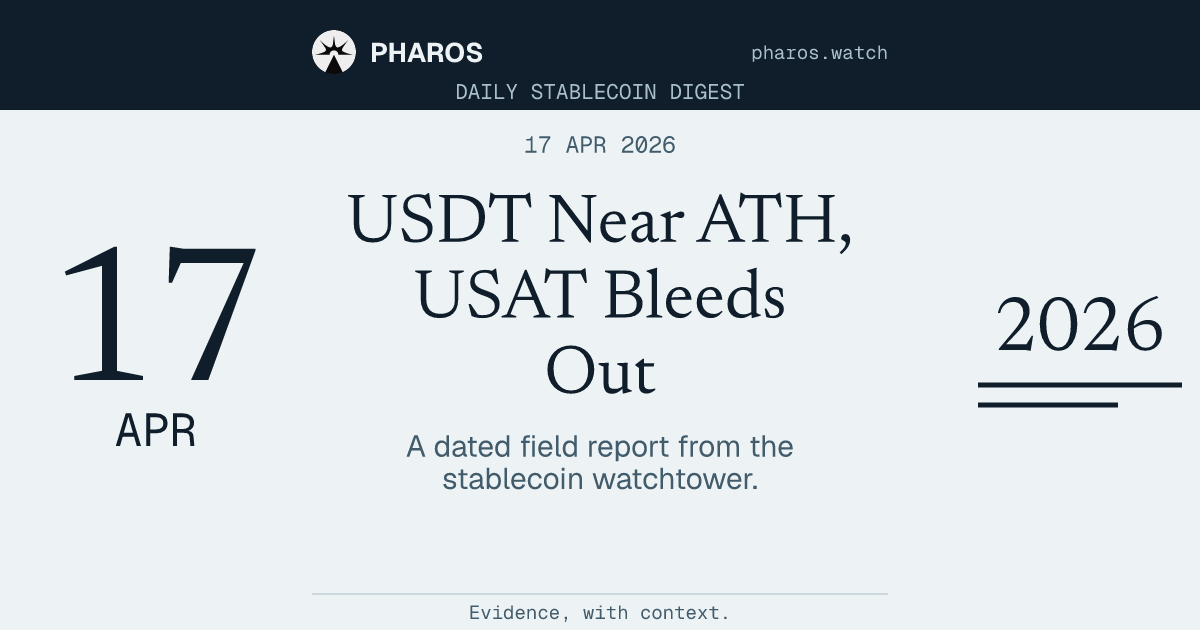 PHAROS
pharos.watch
DAILY STABLECOIN DIGEST
17 APR 2026
USDT Near ATH,
USAT Bleeds
Out
17
APR
2026
A dated field report from the
stablecoin watchtower.
Evidence, with context.